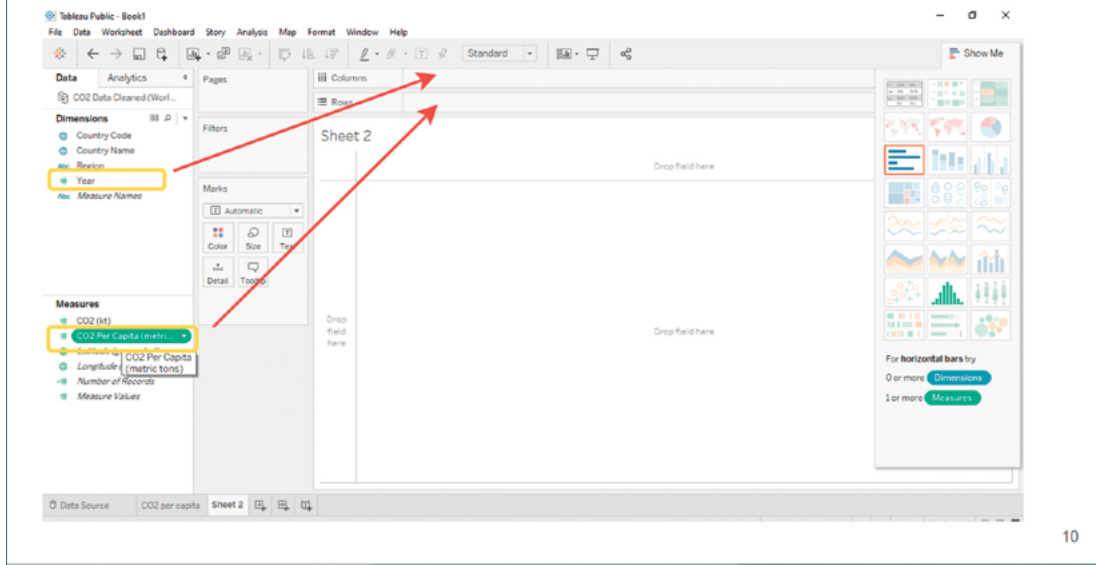 Tableau Public - Book1
File Data Worksheet Dashboard Story Analysis Map Format Window Help
Standard
Show Me
Data Analytics
Pages
Columns
CO2 Data Cleaned (Worl...
Rows
Dimensions
Filters
Sheet 2
Country Code
Country Name
Abc Region
Year
Abc Measure Names
Drop field here
Marks
Automatic
Color Size Text
Detail Tooltip
Measures
CO2 (kt)
CO2 Per Capita (metri...
CO2 Per Capita
(metric tons)
Longitude
Number of Records
Measure Values
Drop
field
here
Drop field here
For horizontal bars try
0 or more Dimensions
1 or more Measures
Data Source CO2 per capita Sheet 2
10